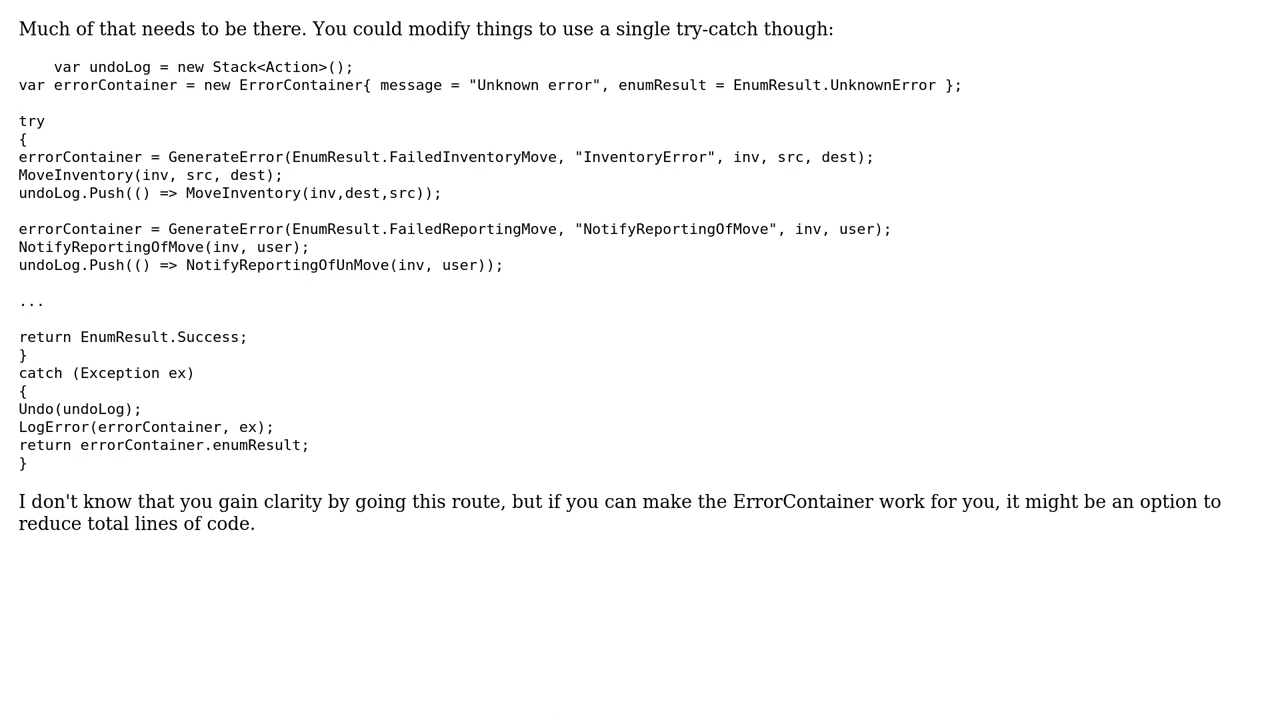 Much of that needs to be there. You could modify things to use a single try-catch though:
    var undoLog = new Stack<Action>();
var errorContainer = new ErrorContainer{ message = "Unknown error", enumResult = EnumResult.UnknownError };
try
{
errorContainer = GenerateError(EnumResult.FailedInventoryMove, "InventoryError", inv, src, dest);
MoveInventory(inv, src, dest);
undoLog.Push(() => MoveInventory(inv,dest,src));
errorContainer = GenerateError(EnumResult.FailedReportingMove, "NotifyReportingOfMove", inv, user);
NotifyReportingOfMove(inv, user);
undoLog.Push(() => NotifyReportingOfUnMove(inv, user));
...
return EnumResult.Success;
}
catch (Exception ex)
{
Undo(undoLog);
LogError(errorContainer, ex);
return errorContainer.enumResult;
}
I don't know that you gain clarity by going this route, but if you can make the ErrorContainer work for you, it might be an option to
reduce total lines of code.